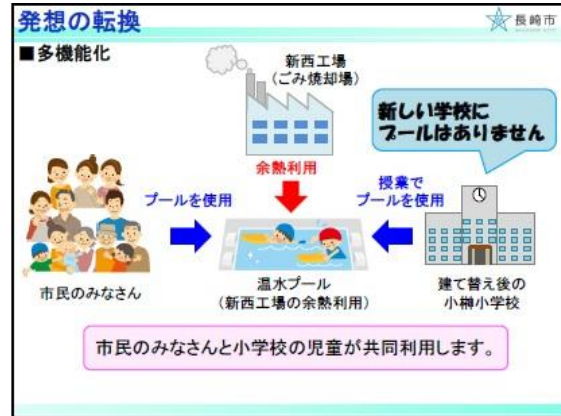 発想の転換
長崎市
■多機能化
新西工場
(ごみ焼却場)
新しい学校に
プールはありません
余熱利用
プールを使用
授業で
プールを使用
市民のみなさん
温水プール
(新西工場の余熱利用)
建て替え後の
小榊小学校
市民のみなさんと小学校の児童が共同利用します。